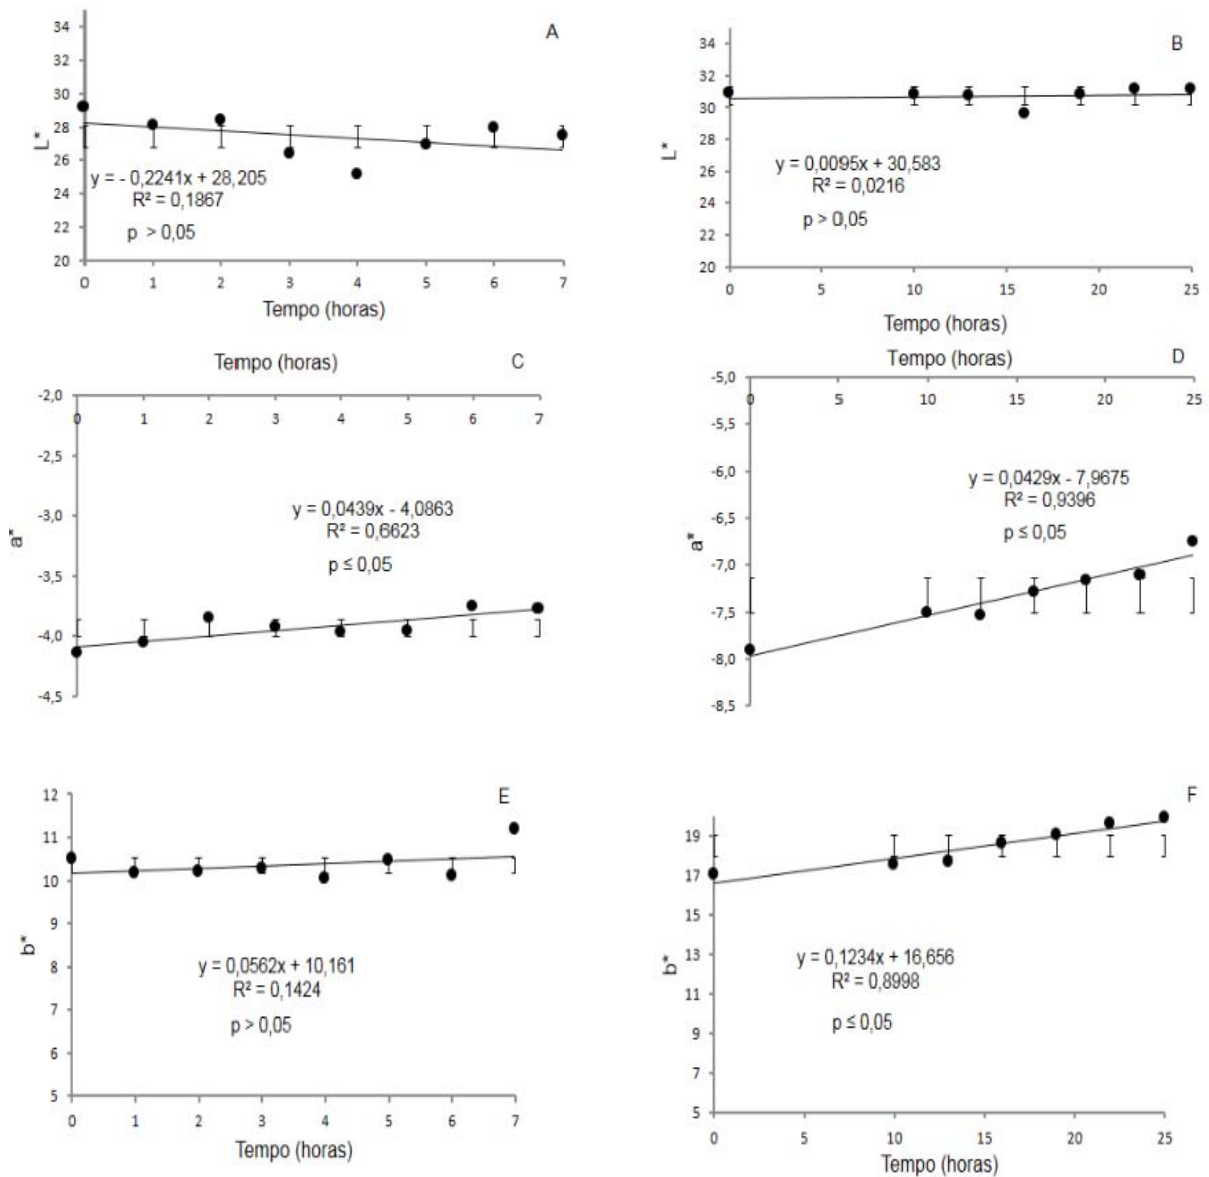 A
34
32
30
28
26
24
22
20
L*
y = - 0,2241x + 28,205
R² = 0,1867
p > 0,05
0 1 2 3 4 5 6 7
Tempo (horas)
B
34
32
30
28
26
24
22
20
L*
y = 0,0095x + 30,583
R² = 0,0216
p > 0,05
0 5 10 15 20 25
Tempo (horas)
Tempo (horas)
C
-2,0
-2,5
-3,0
-3,5
-4,0
-4,5
0 1 2 3 4 5 6 7
a*
y = 0,0439x - 4,0863
R² = 0,6623
p ≤ 0,05
Tempo (horas)
D
-5,0
-5,5
-6,0
-6,5
-7,0
-7,5
-8,0
-8,5
0 5 10 15 20 25
a*
y = 0,0429x - 7,9675
R² = 0,9396
p ≤ 0,05
E
12
11
10
9
8
7
6
5
b*
y = 0,0562x + 10,161
R² = 0,1424
p > 0,05
0 1 2 3 4 5 6 7
Tempo (horas)
F
19
17
15
13
11
9
7
5
b*
y = 0,1234x + 16,656
R² = 0,8998
p ≤ 0,05
0 5 10 15 20 25
Tempo (horas)